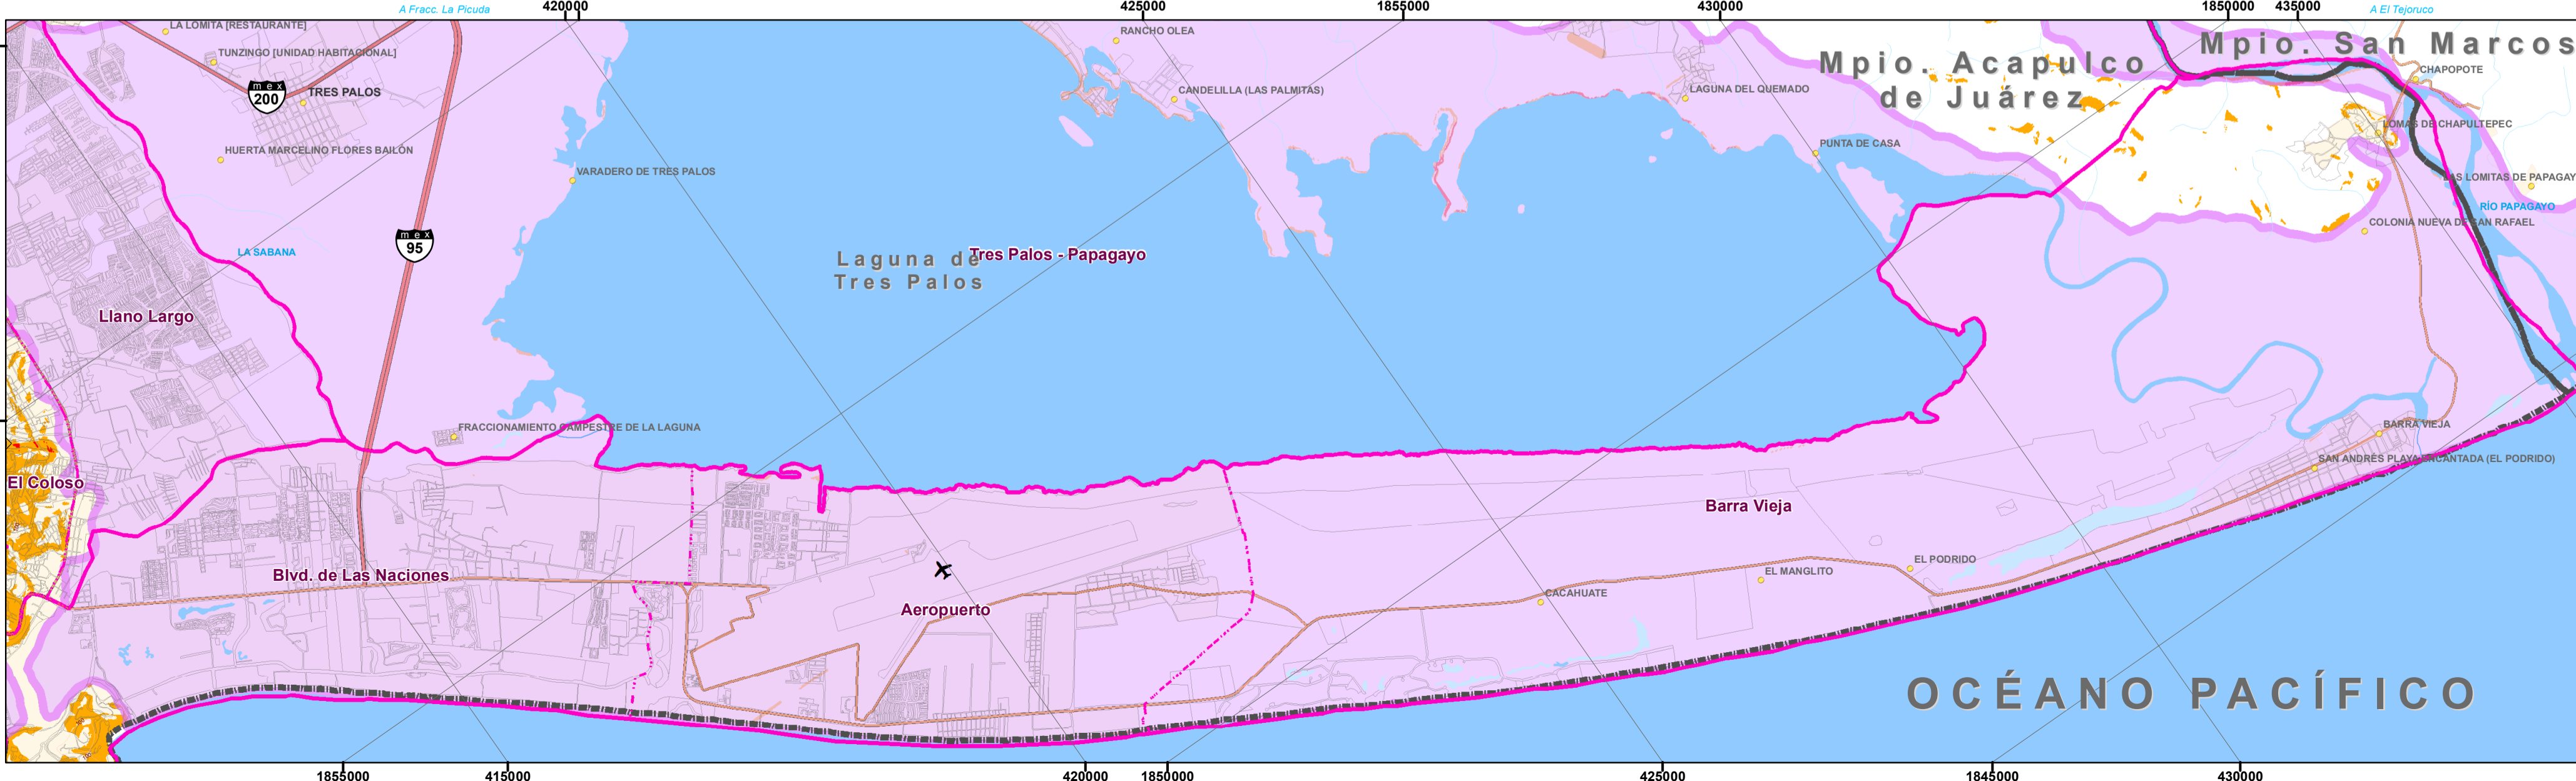 A Fracc. La Picuda
420000
425000
1855000
430000
1850000
435000
A El Tejoruco
LA LOMITA [RESTAURANTE]
TUNZINGO [UNIDAD HABITACIONAL]
mex
200
TRES PALOS
HUERTA MARCELINO FLORES BAILÓN
VARADERO DE TRES PALOS
RANCHO OLEA
CANDELILLA (LAS PALMITAS)
LAGUNA DEL QUEMADO
PUNTA DE CASA
Mpio. Acapulco
de Juárez
Mpio. San Marcos
CHAPOPOTE
LOMAS DE CHAPULTEPEC
LAS LOMITAS DE PAPAGAY
RÍO PAPAGAYO
COLONIA NUEVA DE SAN RAFAEL
mex
95
LA SABANA
Laguna de
Tres Palos
Tres Palos - Papagayo
Llano Largo
FRACCIONAMIENTO CAMPESTRE DE LA LAGUNA
El Coloso
BARRA VIEJA
SAN ANDRÉS PLAYA ENCANTADA (EL PODRIDO)
Barra Vieja
EL PODRIDO
EL MANGLITO
CACAHUATE
Blvd. de Las Naciones
Aeropuerto
OCÉANO PACÍFICO
1855000
415000
420000
1850000
425000
1845000
430000